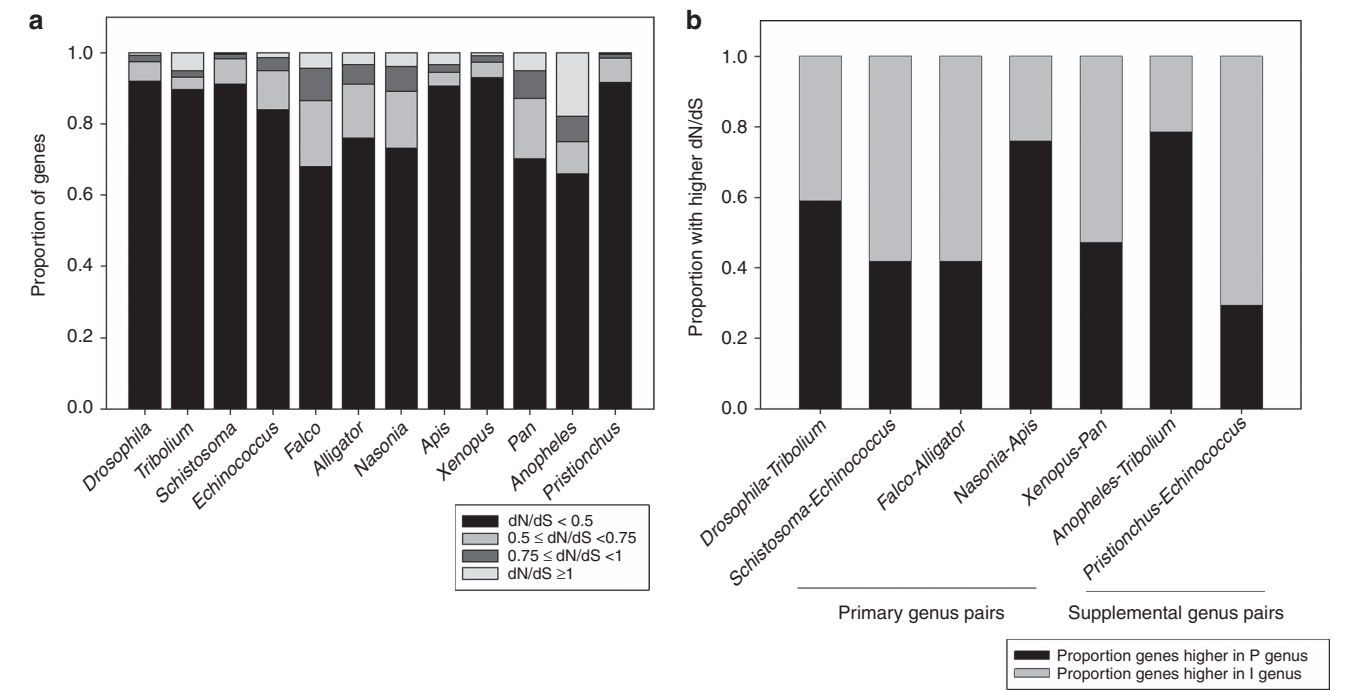 a
Proportion of genes
1.0
0.8
0.6
0.4
0.2
0.0
Drosophila
Tribolium
Schistosoma
Echinococcus
Falco
Alligator
Nasonia
Apis
Xenopus
Pan
Anopheles
Pristionchus
dN/dS < 0.5
0.5 ≤ dN/dS <0.75
0.75 ≤ dN/dS <1
dN/dS ≥1
b
Proportion with higher dN/dS
1.0
0.8
0.6
0.4
0.2
0.0
Drosophila-Tribolium
Schistosoma-Echinococcus
Falco-Alligator
Nasonia-Apis
Xenopus-Pan
Anopheles-Tribolium
Pristionchus-Echinococcus
Primary genus pairs
Supplemental genus pairs
Proportion genes higher in P genus
Proportion genes higher in I genus